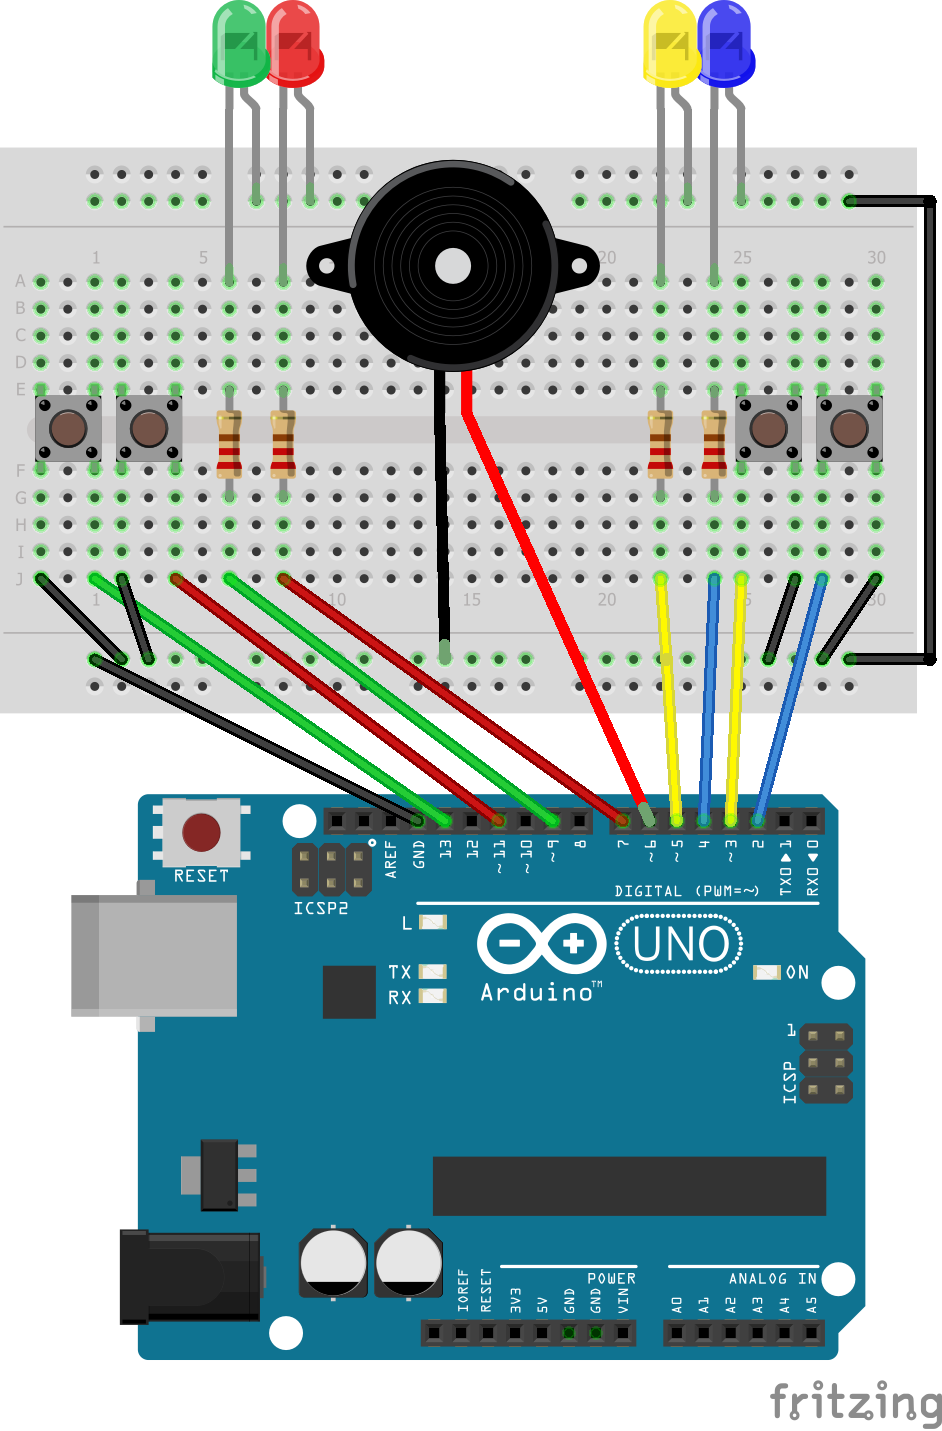 1 5 20 25 30
A
B
C
D
E
F
G
H
I
J
1 10 15 20 5 30
RESET
ICSP2
AREF
GND
13
12
~11
~10
~9
8
7
~6
~5
4
~3
2
TX0▶1
RX0◀0
DIGITAL (PWM=~)
L
TX
RX
UNO
Arduino™
ON
1
ICSP
POWER
ANALOG IN
IOREF
RESET
3V3
5V
GND
GND
VIN
A0
A1
A2
A3
A4
A5
fritzing